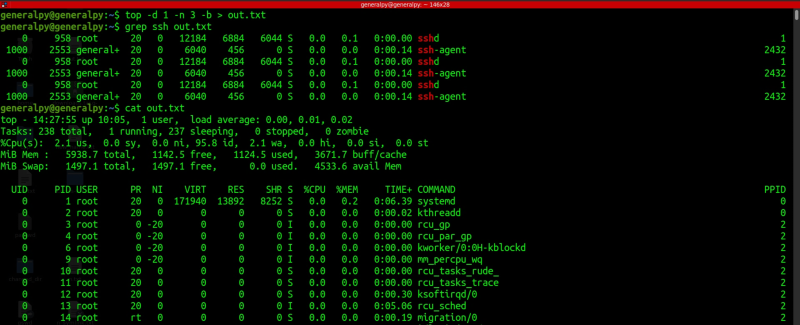 generalpy@generalpy: ~ 146x28
generalpy@generalpy:~$ top -d 1 -n 3 -b > out.txt
generalpy@generalpy:~$ grep ssh out.txt
0 958 root 20 0 12184 6884 6044 S 0.0 0.1 0:00.00 sshd 1
1000 2553 general+ 20 0 6040 456 0 S 0.0 0.0 0:00.14 ssh-agent 2432
0 958 root 20 0 12184 6884 6044 S 0.0 0.1 0:00.00 sshd 1
1000 2553 general+ 20 0 6040 456 0 S 0.0 0.0 0:00.14 ssh-agent 2432
0 958 root 20 0 12184 6884 6044 S 0.0 0.1 0:00.00 sshd 1
1000 2553 general+ 20 0 6040 456 0 S 0.0 0.0 0:00.14 ssh-agent 2432
generalpy@generalpy:~$ cat out.txt
top - 14:27:55 up 10:05, 1 user, load average: 0.00, 0.01, 0.02
Tasks: 238 total, 1 running, 237 sleeping, 0 stopped, 0 zombie
%Cpu(s): 2.1 us, 0.0 sy, 0.0 ni, 95.8 id, 2.1 wa, 0.0 hi, 0.0 si, 0.0 st
MiB Mem : 5938.7 total, 1142.5 free, 1124.5 used, 3671.7 buff/cache
MiB Swap: 1497.1 total, 1497.1 free, 0.0 used. 4533.6 avail Mem
UID PID USER PR NI VIRT RES SHR S %CPU %MEM TIME+ COMMAND PPID
0 1 root 20 0 171940 13892 8252 S 0.0 0.2 0:06.39 systemd 0
0 2 root 20 0 0 0 0 S 0.0 0.0 0:00.02 kthreadd 0
0 3 root 0 -20 0 0 0 I 0.0 0.0 0:00.00 rcu_gp 2
0 4 root 0 -20 0 0 0 I 0.0 0.0 0:00.00 rcu_par_gp 2
0 6 root 0 -20 0 0 0 I 0.0 0.0 0:00.00 kworker/0:0H-kblockd 2
0 9 root 0 -20 0 0 0 I 0.0 0.0 0:00.00 mm_percpu_wq 2
0 10 root 20 0 0 0 0 S 0.0 0.0 0:00.00 rcu_tasks_rude_ 2
0 11 root 20 0 0 0 0 S 0.0 0.0 0:00.00 rcu_tasks_trace 2
0 12 root 20 0 0 0 0 S 0.0 0.0 0:00.30 ksoftirqd/0 2
0 13 root 20 0 0 0 0 I 0.0 0.0 0:05.06 rcu_sched 2
0 14 root rt 0 0 0 0 S 0.0 0.0 0:00.19 migration/0 2